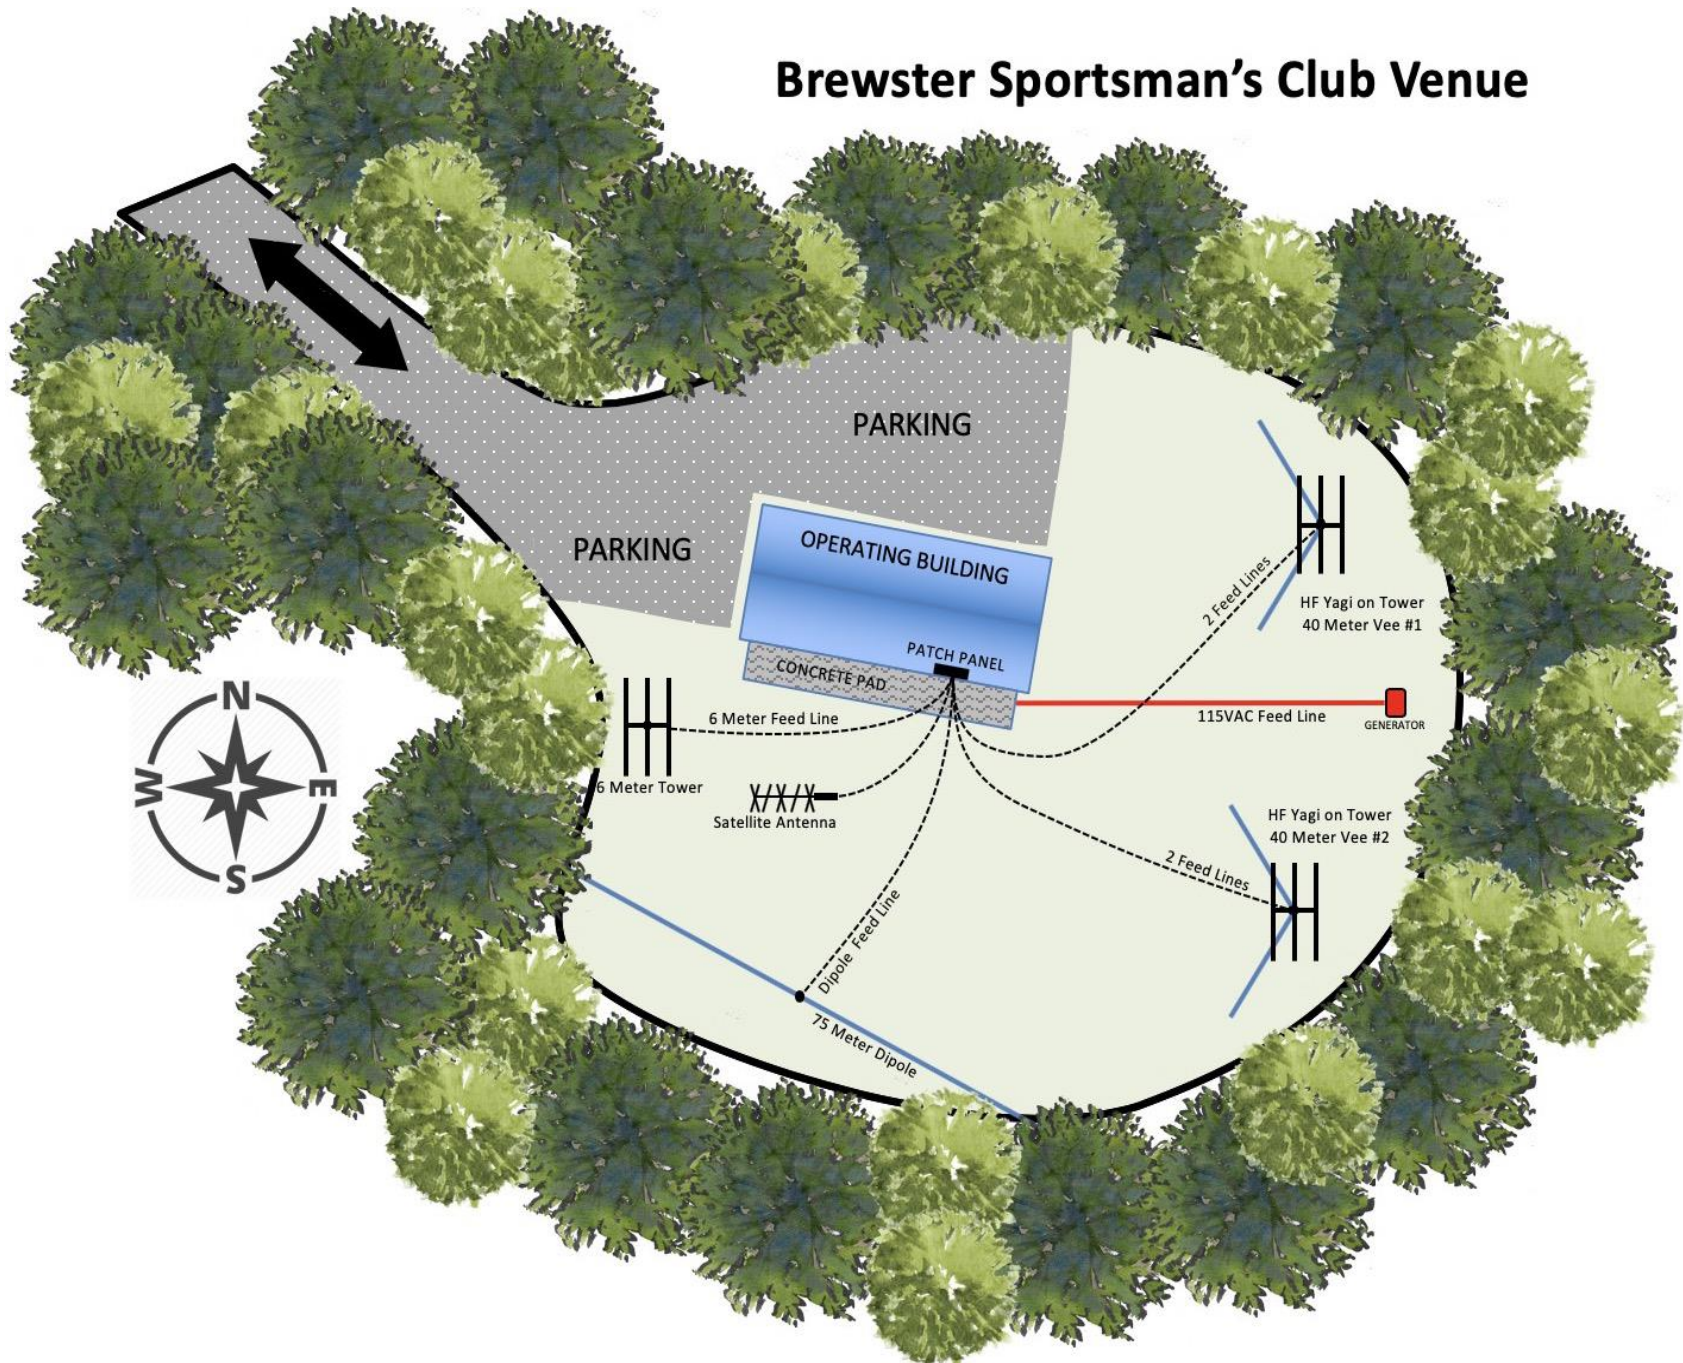 Brewster Sportsman's Club Venue
PARKING
PARKING
OPERATING BUILDING
PATCH PANEL
CONCRETE PAD
2 Feed Lines
HF Yagi on Tower
40 Meter Vee #1
N
W
E
S
6 Meter Feed Line
115VAC Feed Line
GENERATOR
6 Meter Tower
Satellite Antenna
HF Yagi on Tower
40 Meter Vee #2
2 Feed Lines
Dipole Feed Line
75 Meter Dipole